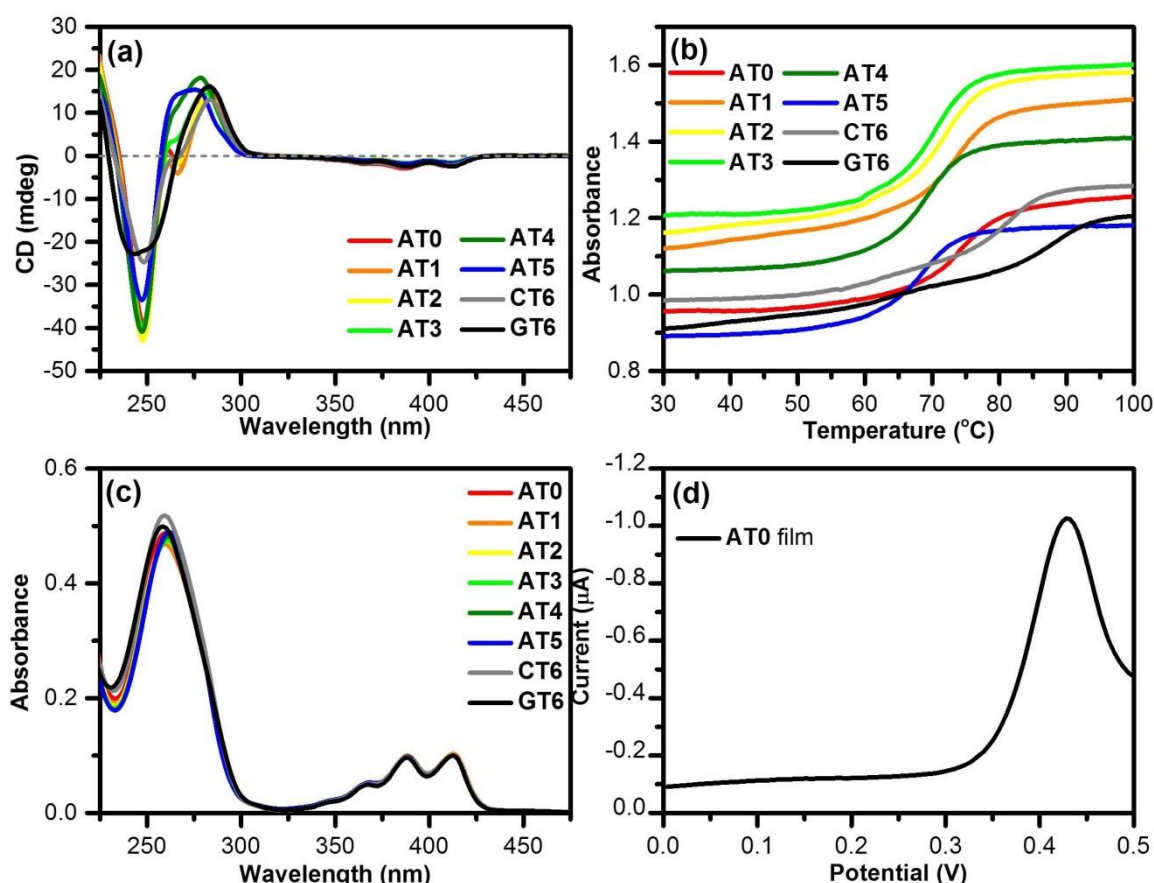 (a)
CD (mdeg)
30
20
10
0
-10
-20
-30
-40
-50
AT0 AT4
AT1 AT5
AT2 CT6
AT3 GT6
250 300 350 400 450
Wavelength (nm)
(b)
Absorbance
1.6
1.4
1.2
1.0
0.8
AT0 AT4
AT1 AT5
AT2 CT6
AT3 GT6
30 40 50 60 70 80 90 100
Temperature (°C)
(c)
Absorbance
0.6
0.4
0.2
0.0
AT0
AT1
AT2
AT3
AT4
AT5
CT6
GT6
250 300 350 400 450
Wavelength (nm)
(d)
Current (μA)
-1.2
-1.0
-0.8
-0.6
-0.4
-0.2
0.0
AT0 film
0.0 0.1 0.2 0.3 0.4 0.5
Potential (V)